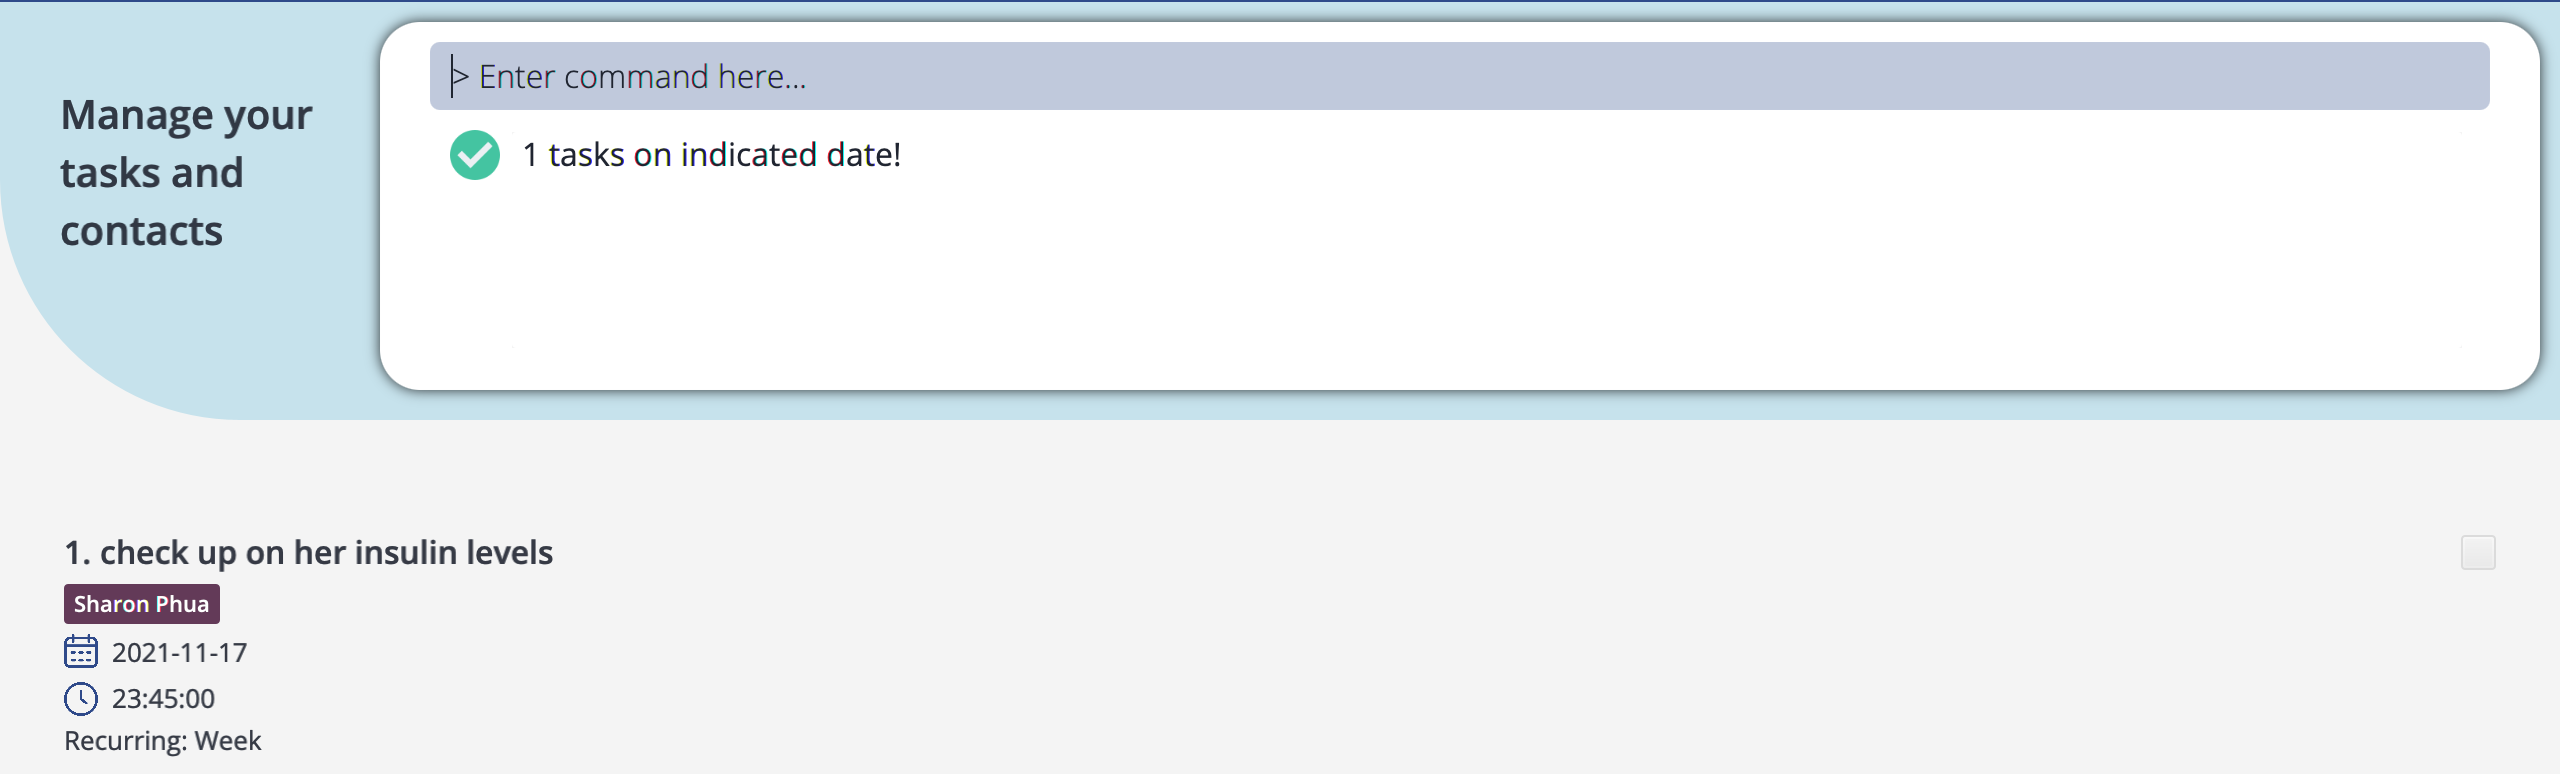 Manage your
tasks and
contacts
> Enter command here...
1 tasks on indicated date!
1. check up on her insulin levels
Sharon Phua
2021-11-17
23:45:00
Recurring: Week